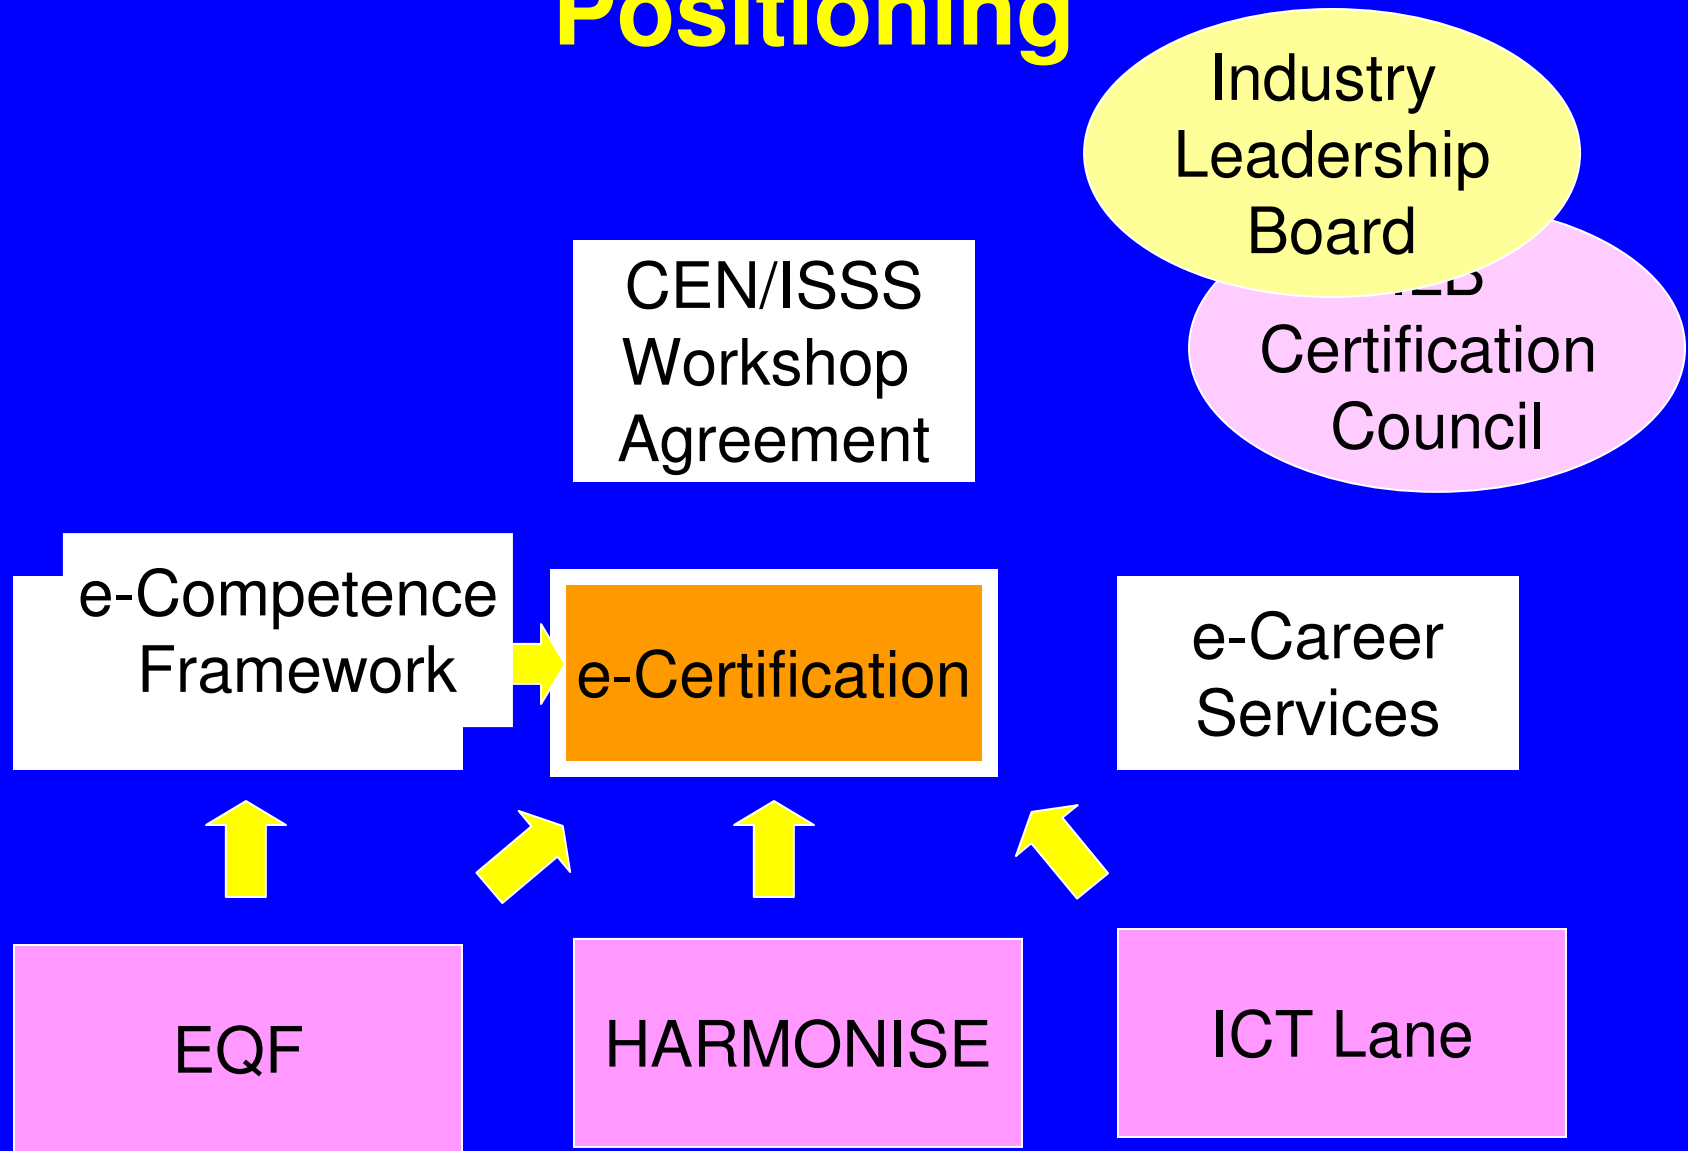 Positioning
Industry
Leadership
Board
ILB
Certification
Council
CEN/ISSS
Workshop
Agreement
e-Competence
Framework
e-Certification
e-Career
Services
EQF
HARMONISE
ICT Lane